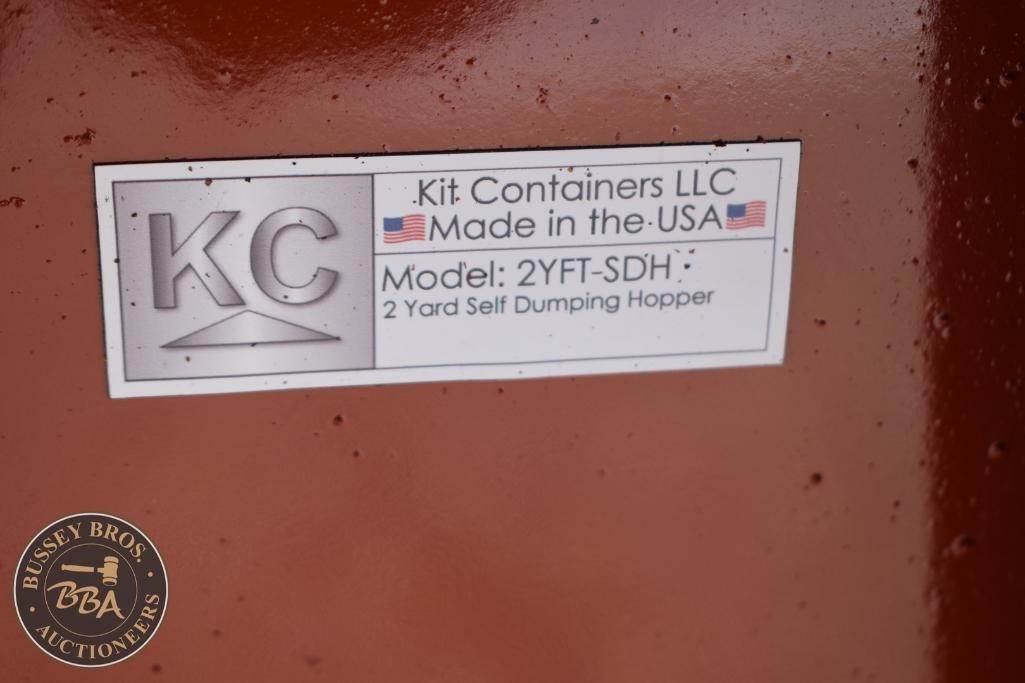 KC
Kit Containers LLC
Made in the USA
Model: 2YFT-SDH
2 Yard Self Dumping Hopper
BUSSEY BROS.
BBA
AUCTIONEERS